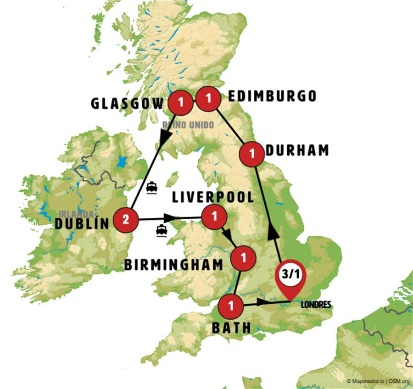 GLASGOW
1
1
EDIMBURGO
REINO UNIDO
1
DURHAM
LIVERPOOL
IRLANDA
DUBLÍN
2
1
BIRMINGHAM
1
3/1
1
LONDRES
BATH
© Mapcreator.io | OSM.org